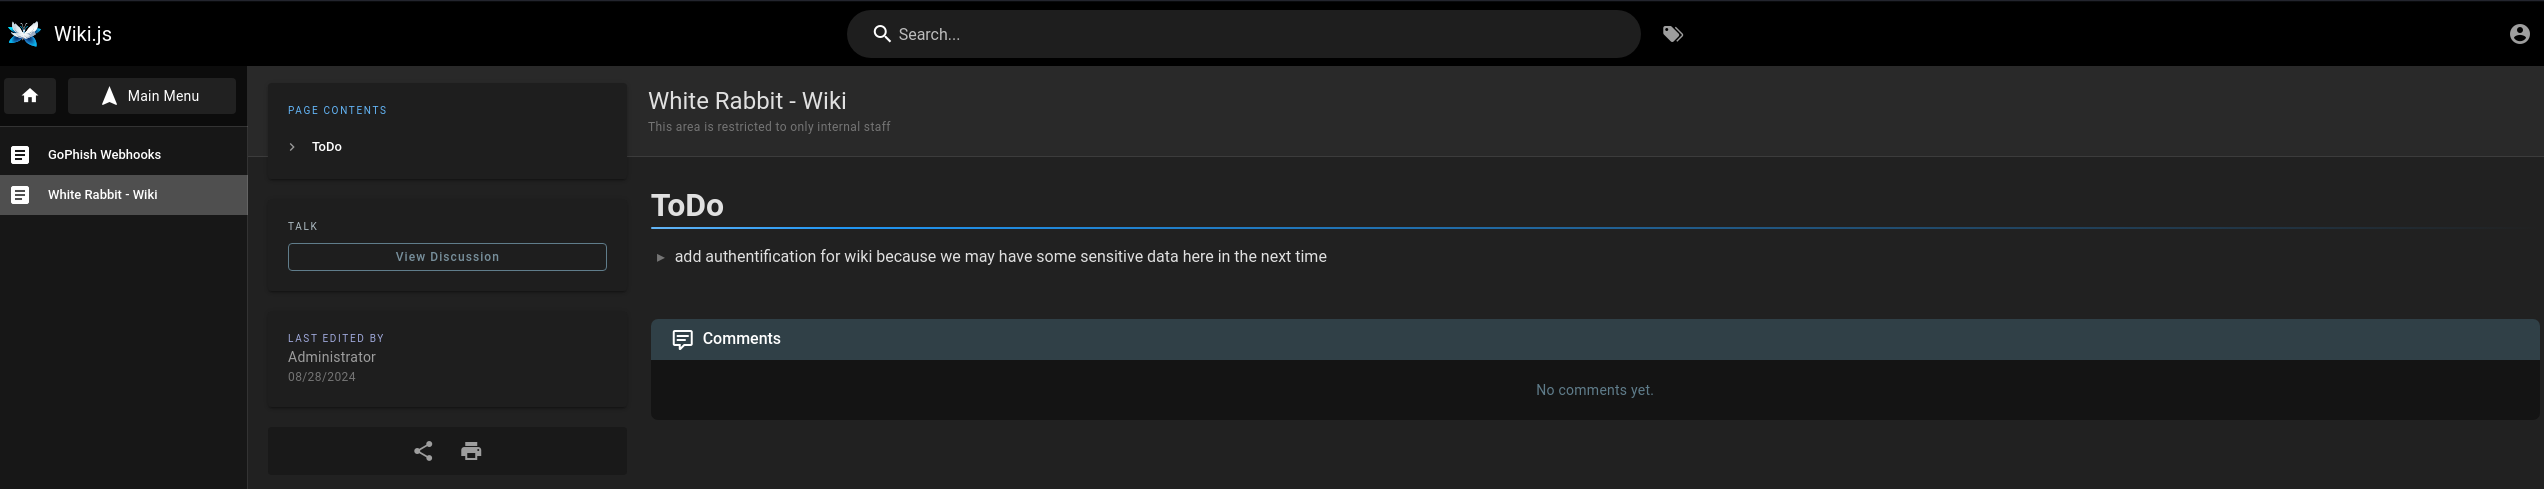 Wiki.js
Search...
Main Menu
GoPhish Webhooks
White Rabbit - Wiki
PAGE CONTENTS
ToDo
TALK
View Discussion
LAST EDITED BY
Administrator
08/28/2024
White Rabbit - Wiki
This area is restricted to only internal staff
ToDo
add authentification for wiki because we may have some sensitive data here in the next time
Comments
No comments yet.